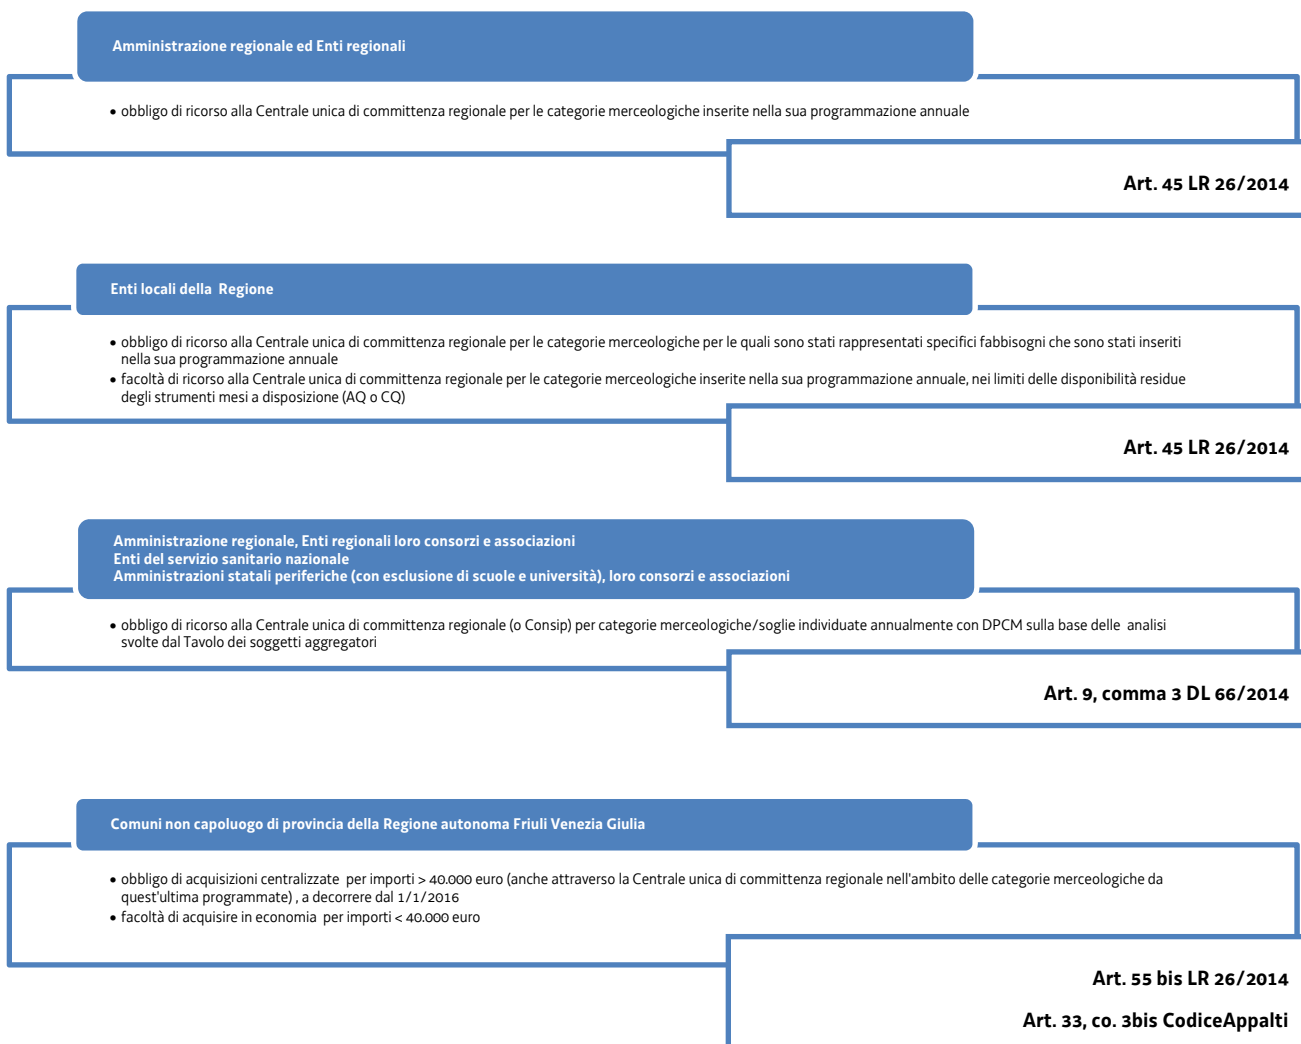 Amministrazione regionale ed Enti regionali
• obbligo di ricorso alla Centrale unica di committenza regionale per le categorie merceologiche inserite nella sua programmazione annuale
Art. 45 LR 26/2014
Enti locali della  Regione
• obbligo di ricorso alla Centrale unica di committenza regionale per le categorie merceologiche per le quali sono stati rappresentati specifici fabbisogni che sono stati inseriti
nella sua programmazione annuale
• facoltà di ricorso alla Centrale unica di committenza regionale per le categorie merceologiche inserite nella sua programmazione annuale, nei limiti delle disponibilità residue
degli strumenti mesi a disposizione (AQ o CQ)
Art. 45 LR 26/2014
Amministrazione regionale, Enti regionali loro consorzi e associazioni
Enti del servizio sanitario nazionale
Amministrazioni statali periferiche (con esclusione di scuole e università), loro consorzi e associazioni
• obbligo di ricorso alla Centrale unica di committenza regionale (o Consip) per categorie merceologiche/soglie individuate annualmente con DPCM sulla base delle  analisi
svolte dal Tavolo dei soggetti aggregatori
Art. 9, comma 3 DL 66/2014
Comuni non capoluogo di provincia della Regione autonoma Friuli Venezia Giulia
• obbligo di acquisizioni centralizzate  per importi > 40.000 euro (anche attraverso la Centrale unica di committenza regionale nell'ambito delle categorie merceologiche da
quest'ultima programmate) , a decorrere dal 1/1/2016
• facoltà di acquisire in economia  per importi < 40.000 euro
Art. 55 bis LR 26/2014
Art. 33, co. 3bis CodiceAppalti